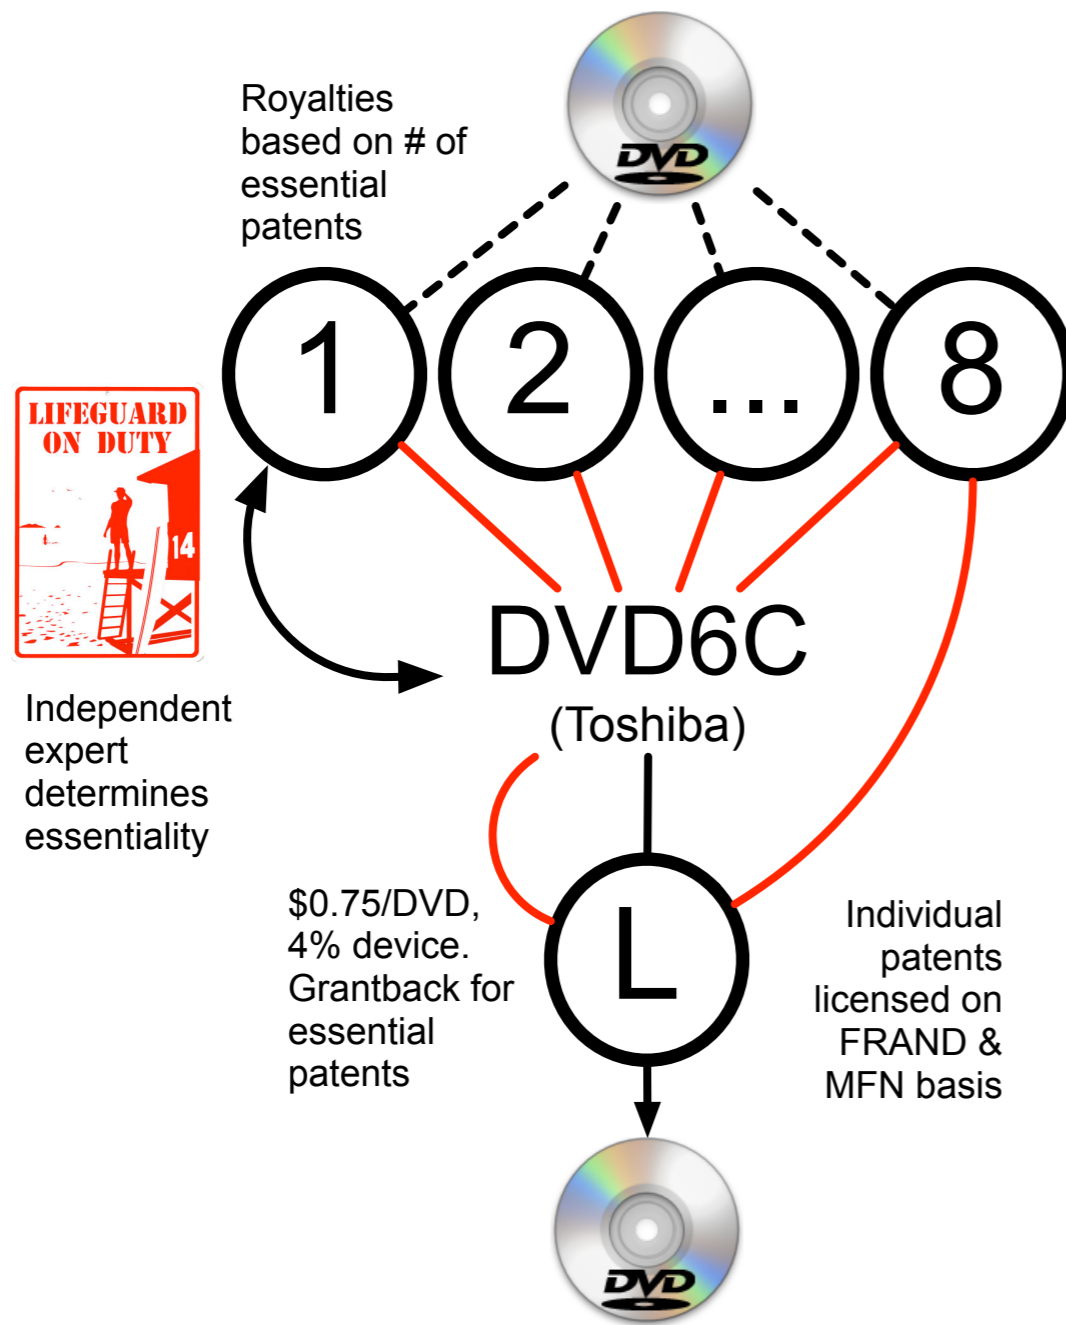 DVD
Royalties
based on # of
essential
patents
1
2
...
8
LIFEGUARD
ON DUTY
14
DVD6C
(Toshiba)
Independent
expert
determines
essentiality
$0.75/DVD,
4% device.
Grantback for
essential
patents
L
Individual
patents
licensed on
FRAND &
MFN basis
DVD